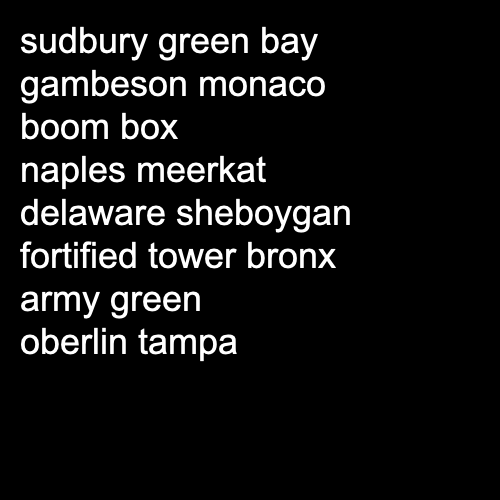 sudbury green bay
gambeson monaco
boom box
naples meerkat
delaware sheboygan
fortified tower bronx
army green
oberlin tampa